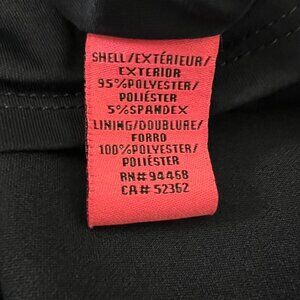 SHELL/EXTÉRIEUR/
EXTERIOR
95%POLYESTER/
POLIÉSTER
5%SPANDEX
LINING/DOUBLURE/
FORRO
100%POLYESTER/
POLIÉSTER
RN#94468
CA# 52362